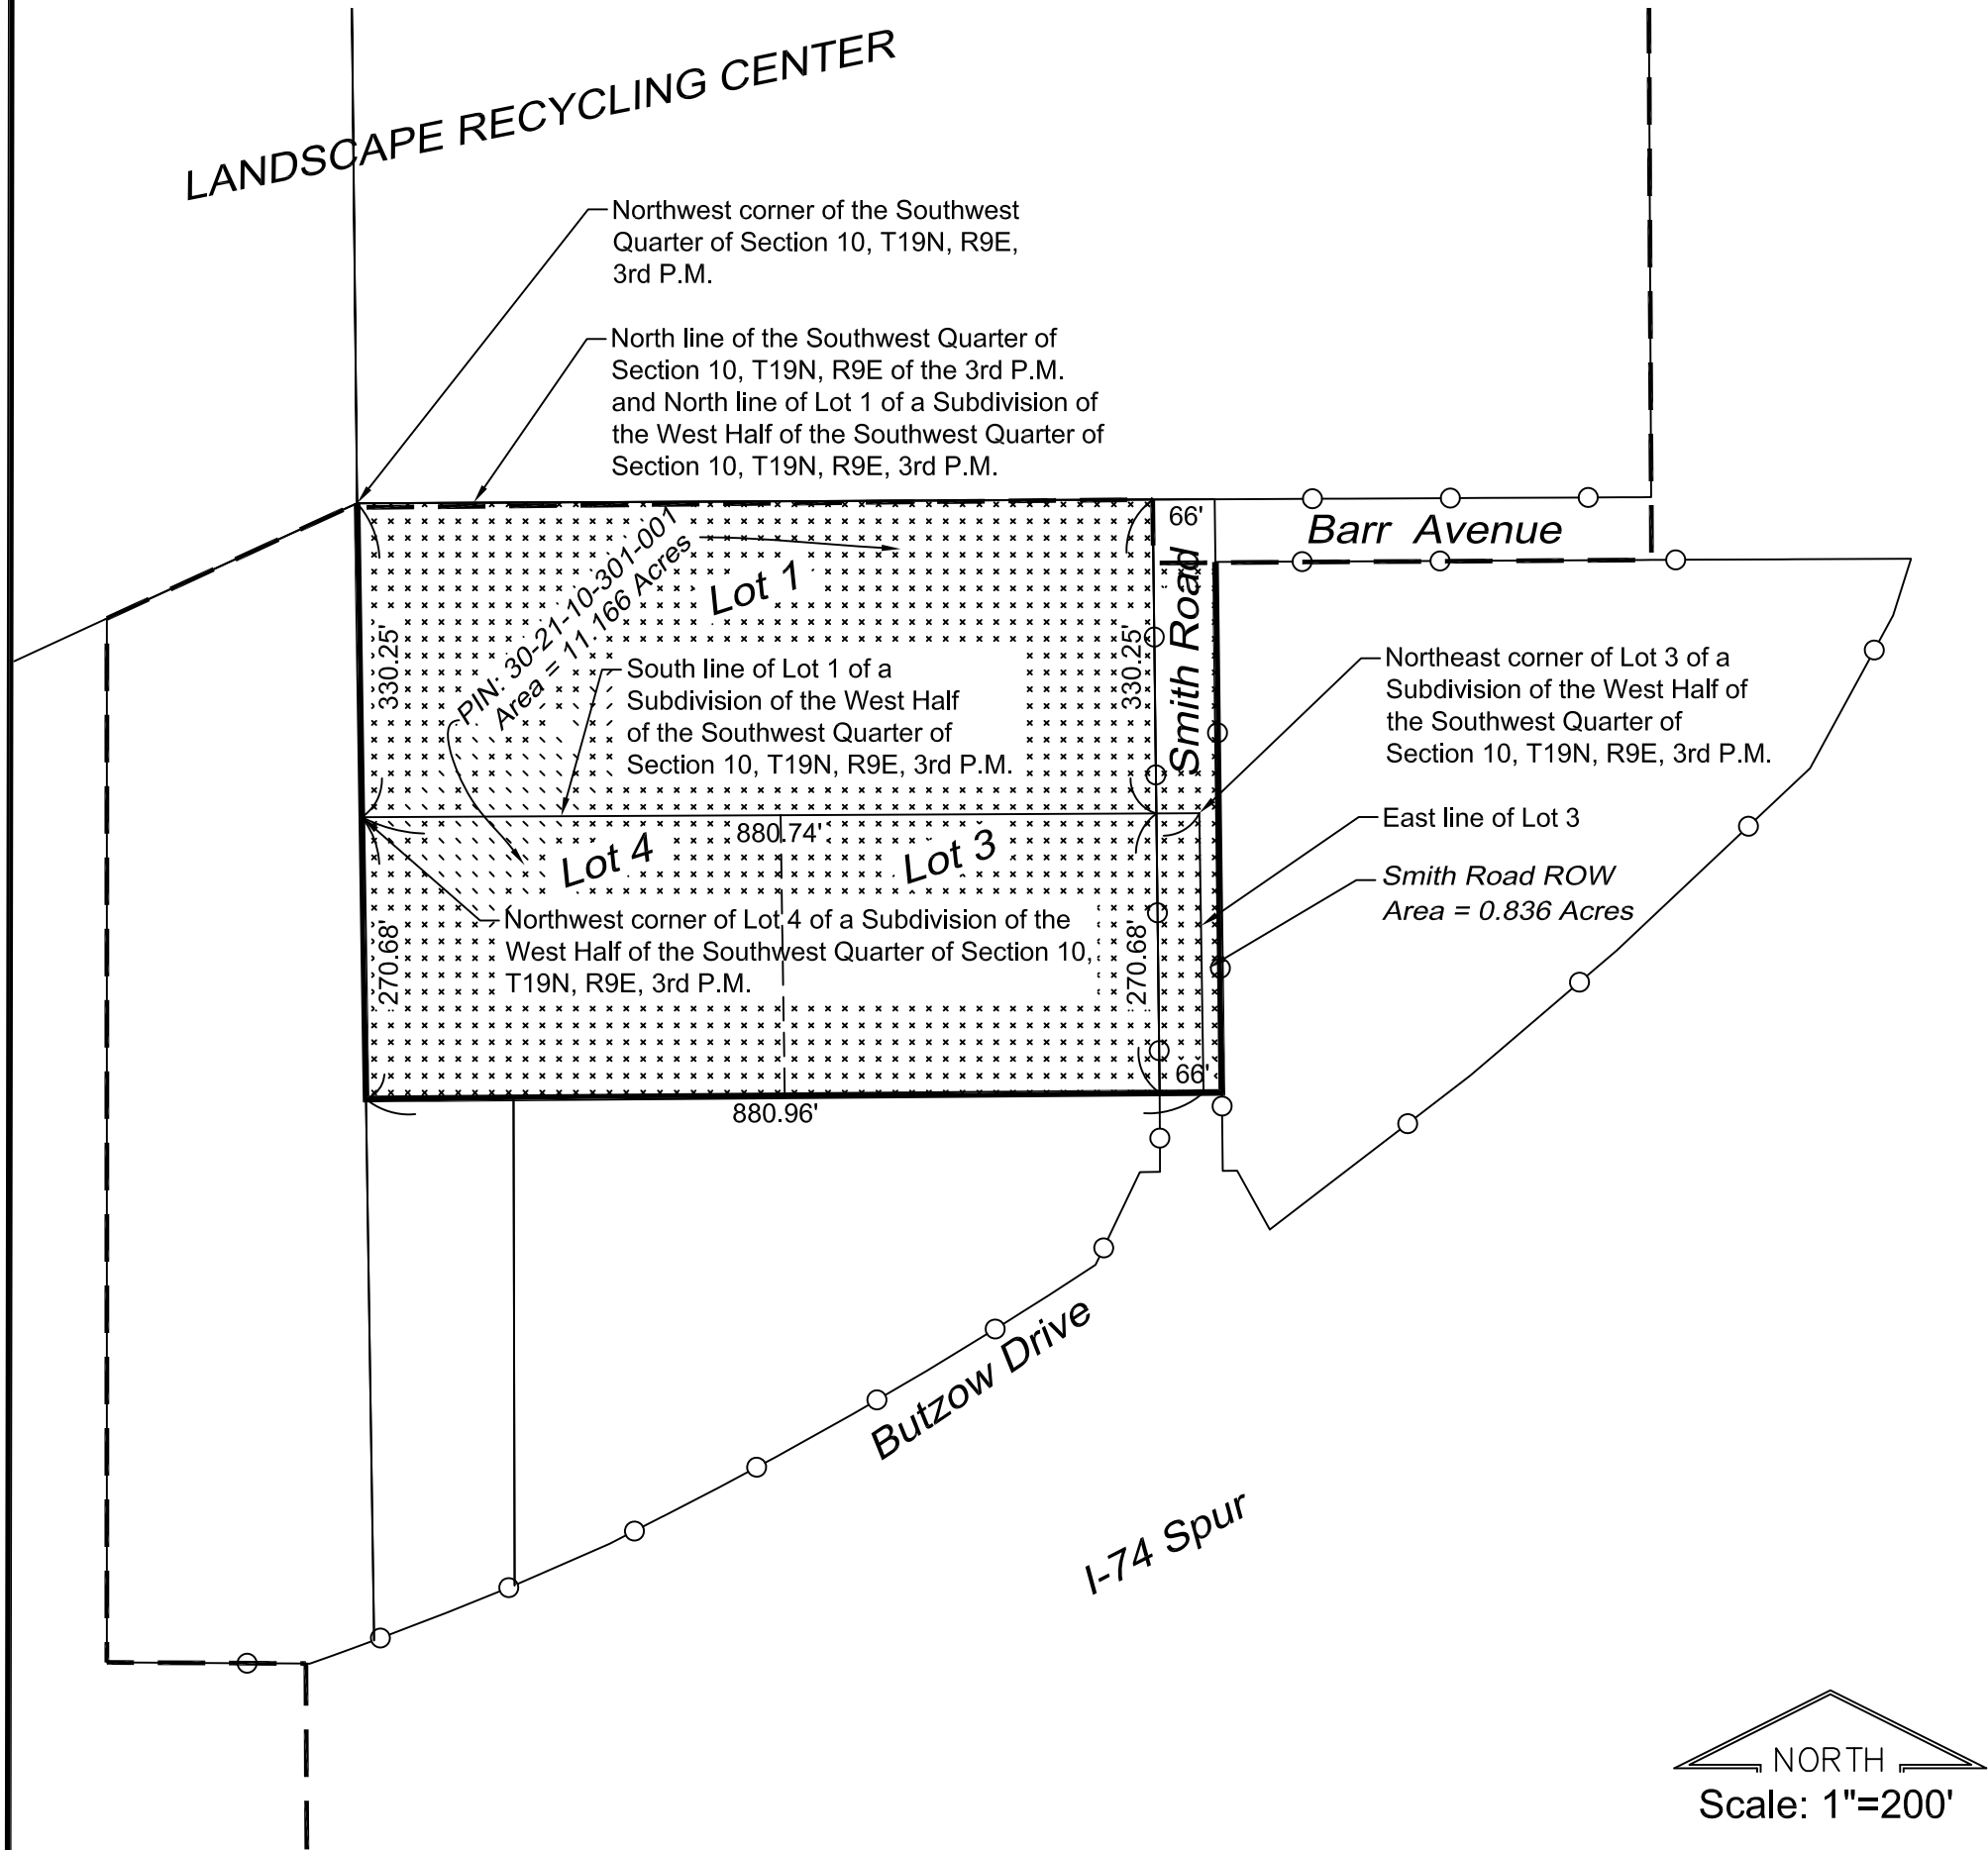 LANDSCAPE RECYCLING CENTER
Northwest corner of the Southwest
Quarter of Section 10, T19N, R9E,
3rd P.M.
North line of the Southwest Quarter of
Section 10, T19N, R9E of the 3rd P.M.
and North line of Lot 1 of a Subdivision of
the West Half of the Southwest Quarter of
Section 10, T19N, R9E, 3rd P.M.
66'
Barr Avenue
PIN: 30-21-10-301-001
Area = 11.166 Acres
Lot 1
Smith Road
330.25'
330.25'
South line of Lot 1 of a
Subdivision of the West Half
of the Southwest Quarter of
Section 10, T19N, R9E, 3rd P.M.
Northeast corner of Lot 3 of a
Subdivision of the West Half of
the Southwest Quarter of
Section 10, T19N, R9E, 3rd P.M.
East line of Lot 3
880.74'
Lot 4
Lot 3
Smith Road ROW
Area = 0.836 Acres
270.68'
270.68'
Northwest corner of Lot 4 of a Subdivision of the
West Half of the Southwest Quarter of Section 10,
T19N, R9E, 3rd P.M.
66'
880.96'
Butzow Drive
I-74 Spur
NORTH
Scale: 1"=200'